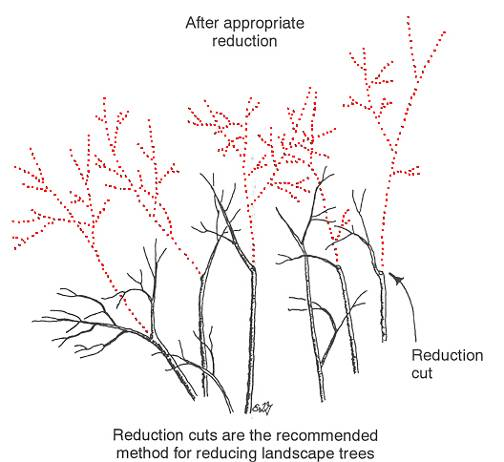 After appropriate
reduction
Reduction
cut
Reduction cuts are the recommended
method for reducing landscape trees